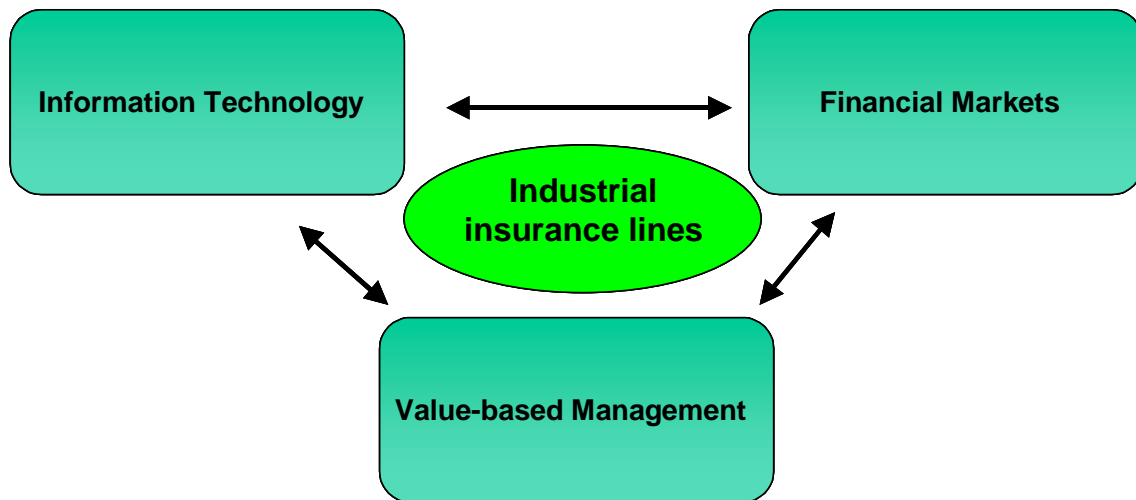 Information Technology
Financial Markets
Industrial
insurance lines
Value-based Management